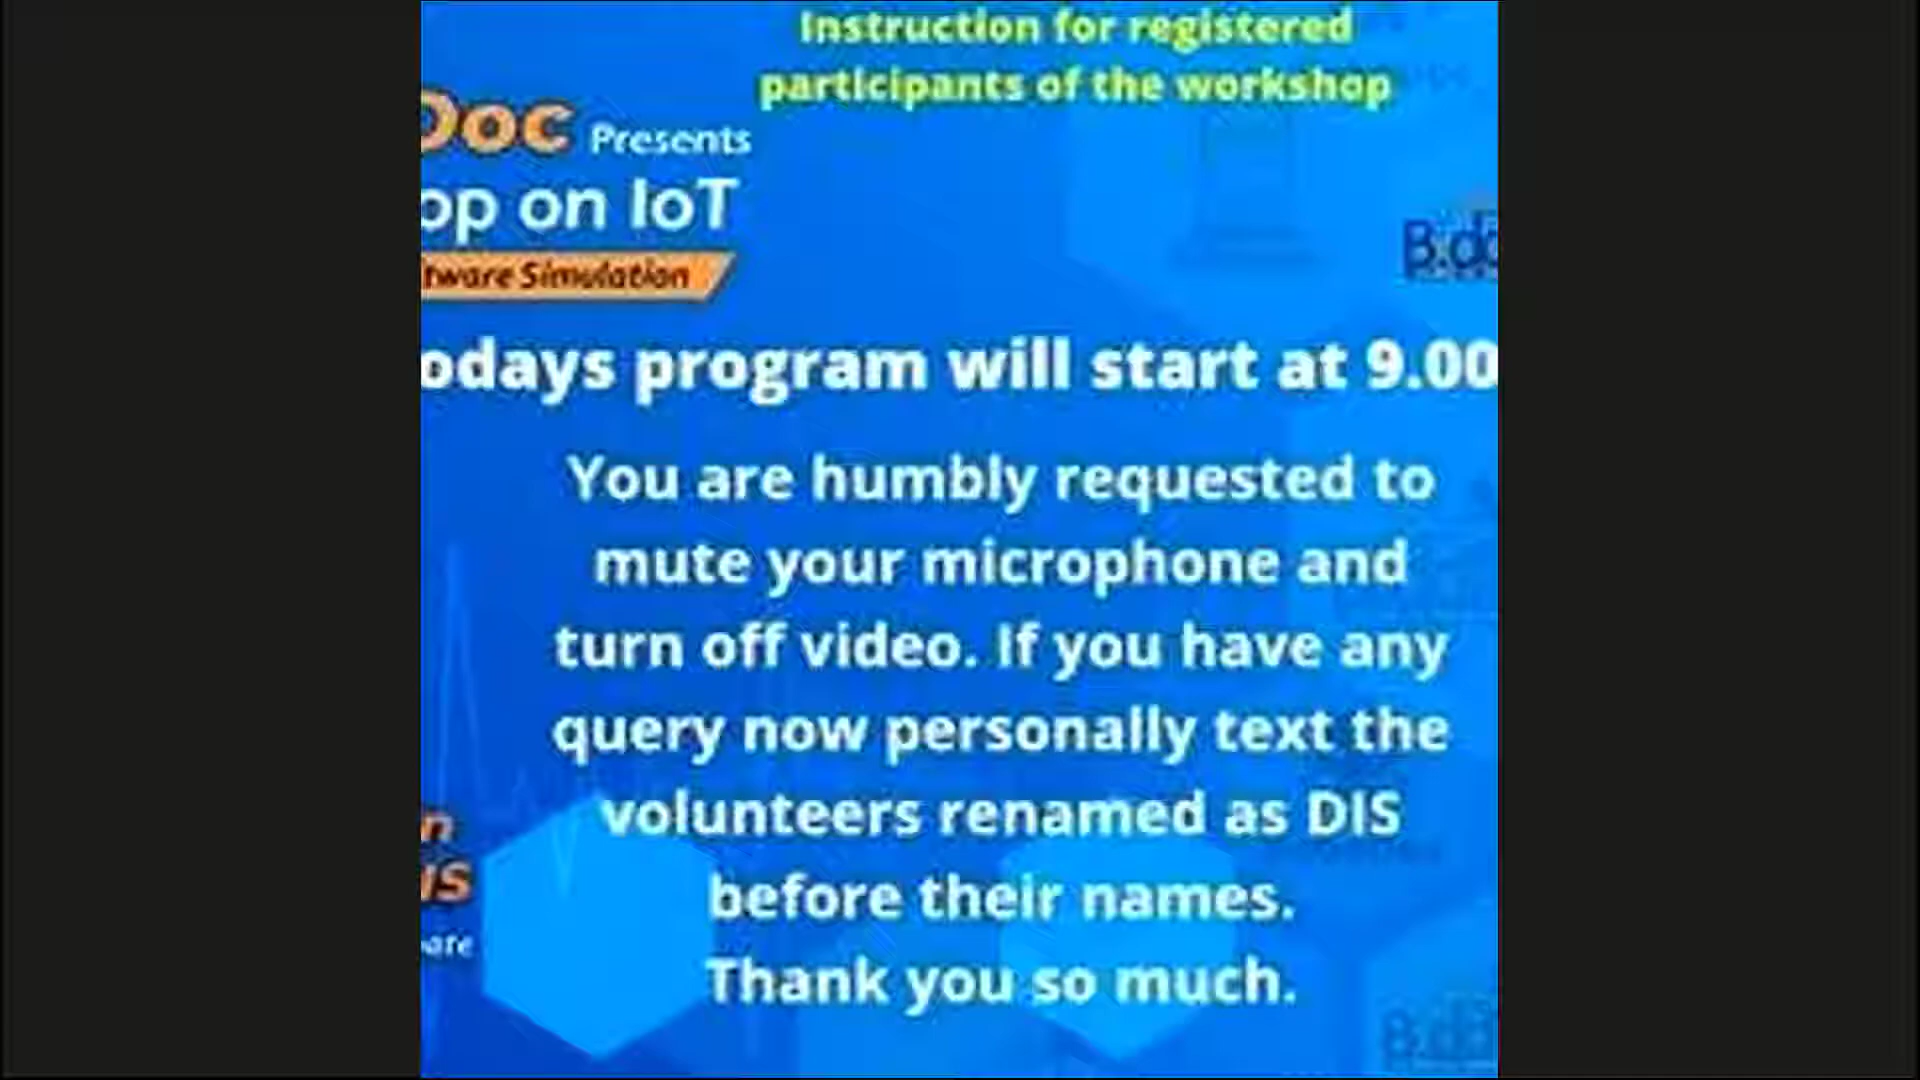 Instruction for registered
participants of the workshop
Doc Presents
op on IoT
tware Simulation
B.do
odays program will start at 9.00
You are humbly requested to
mute your microphone and
turn off video. If you have any
query now personally text the
volunteers renamed as DIS
before their names.
Thank you so much.